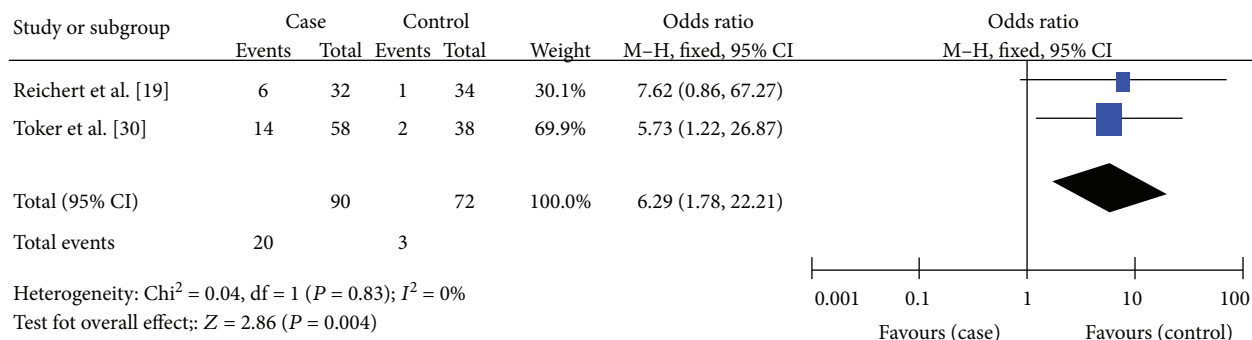 Study or subgroup Case Control Odds ratio Odds ratio
Events Total Events Total Weight M–H, fixed, 95% CI M–H, fixed, 95% CI
Reichert et al. [19] 6 32 1 34 30.1% 7.62 (0.86, 67.27)
Toker et al. [30] 14 58 2 38 69.9% 5.73 (1.22, 26.87)
Total (95% CI) 90 72 100.0% 6.29 (1.78, 22.21)
Total events 20 3
Heterogeneity: Chi² = 0.04, df = 1 (P = 0.83); I² = 0%
Test fot overall effect;: Z = 2.86 (P = 0.004)
0.001 0.1 1 10 100
Favours (case) Favours (control)